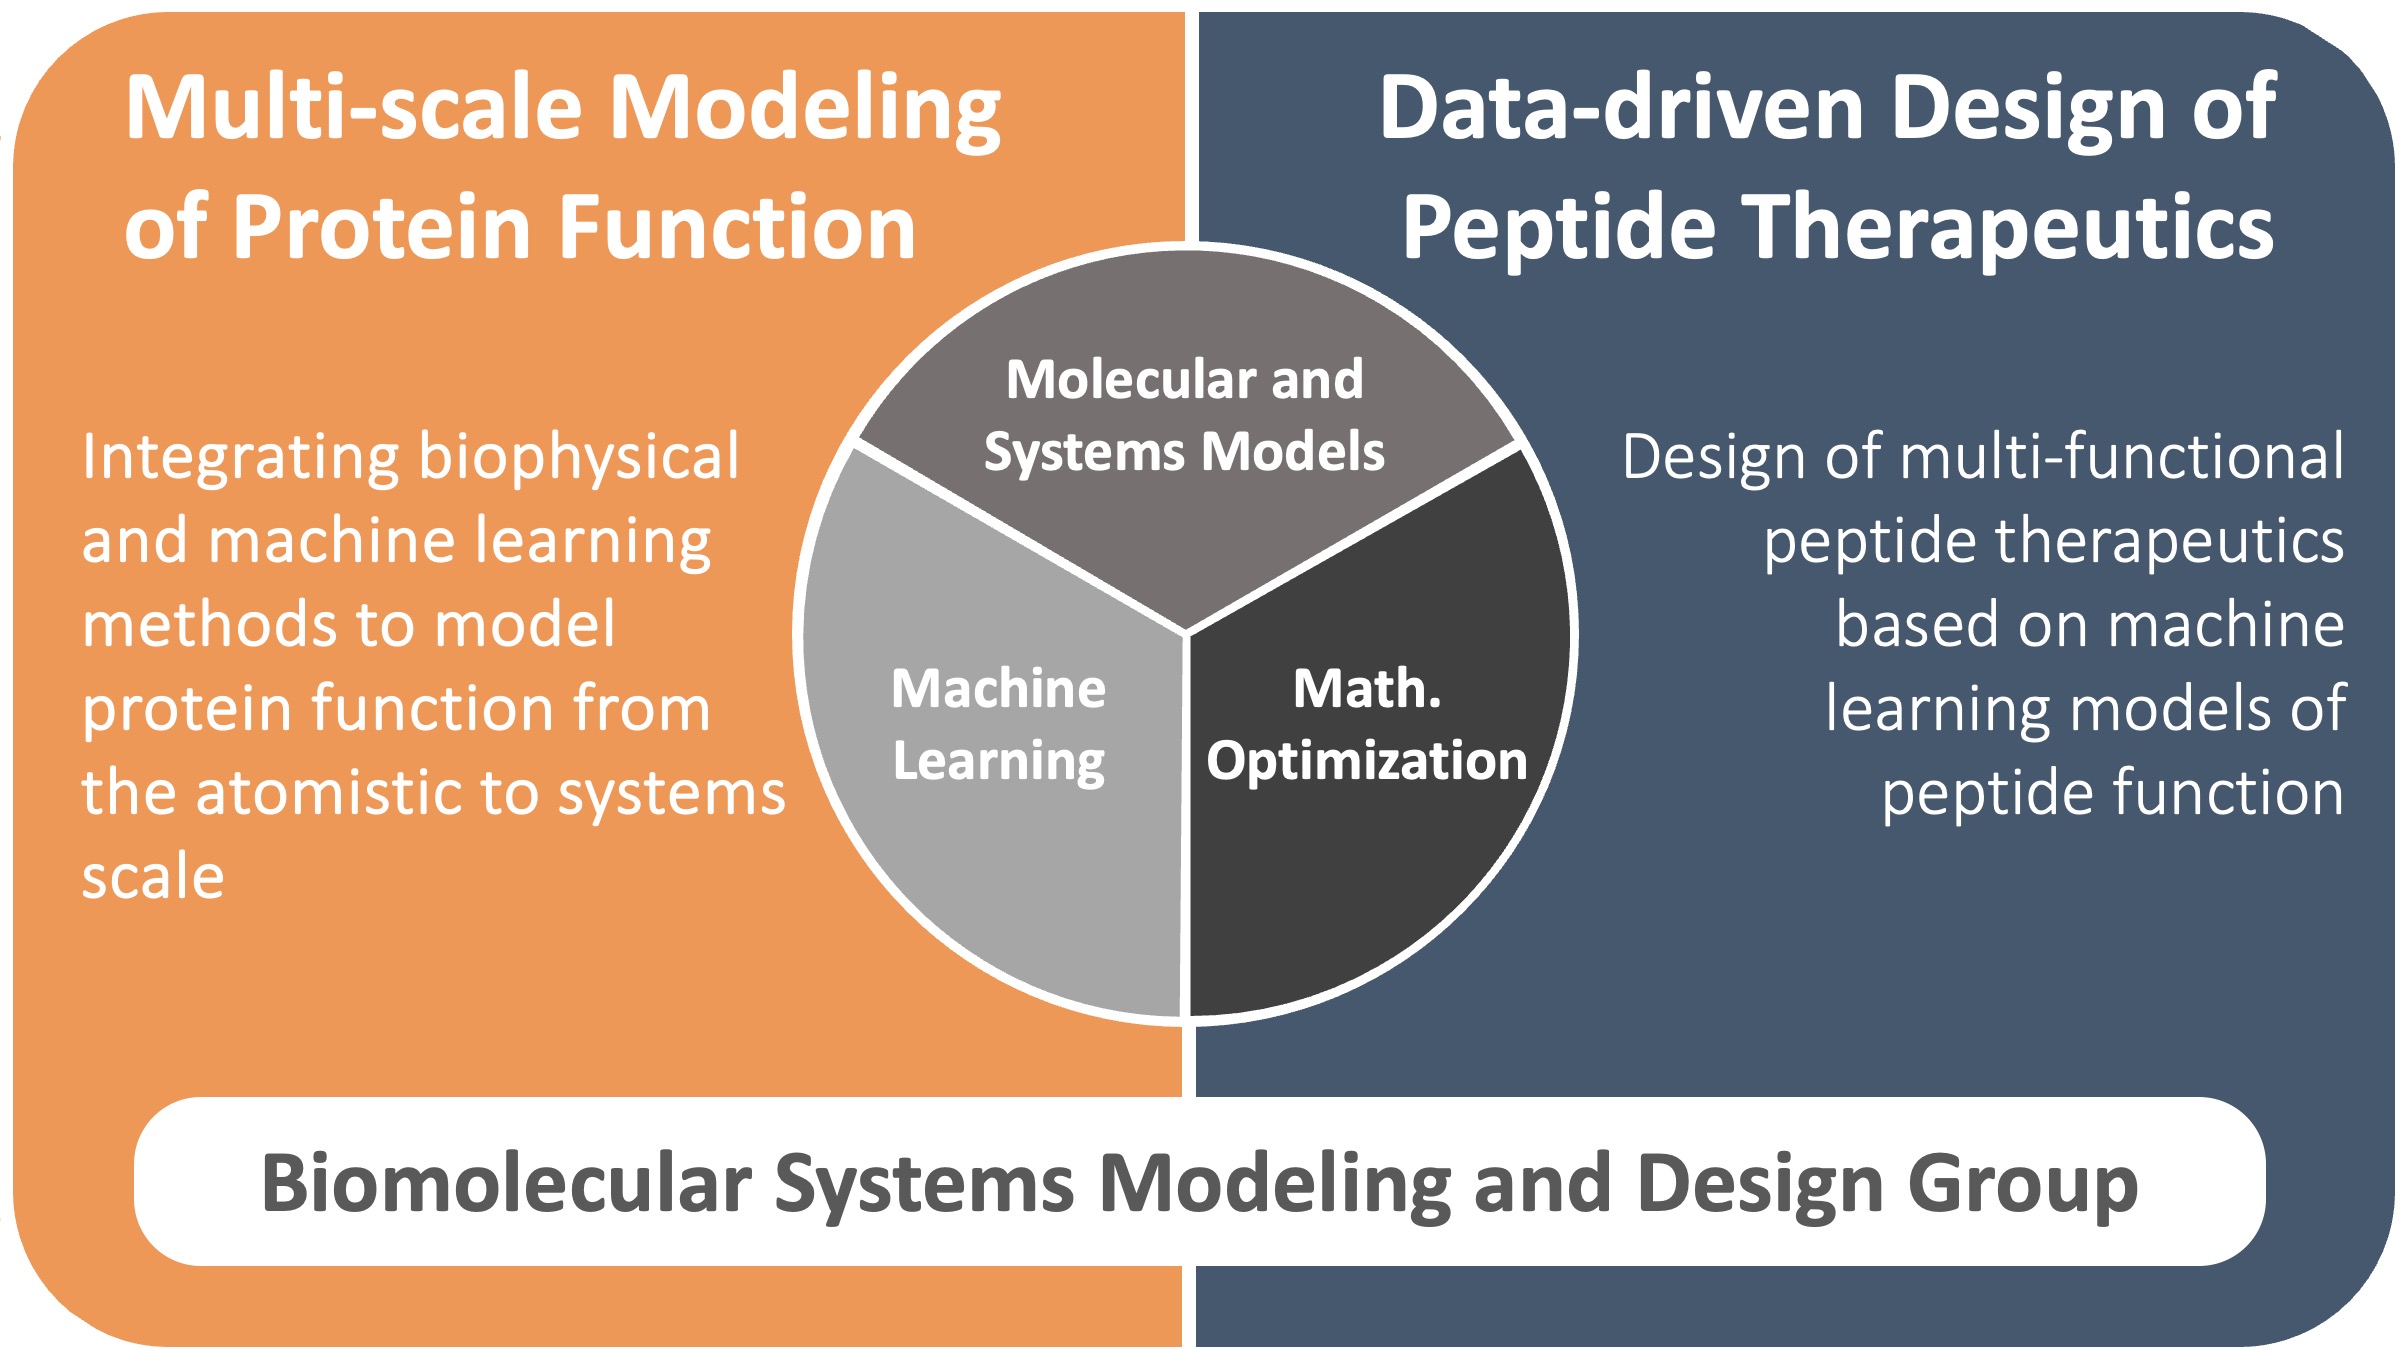 Multi-scale Modeling
of Protein Function
Integrating biophysical
and machine learning
methods to model
protein function from
the atomistic to systems
scale
Data-driven Design of
Peptide Therapeutics
Design of multi-functional
peptide therapeutics
based on machine
learning models of
peptide function
Molecular and
Systems Models
Machine
Learning
Math.
Optimization
Biomolecular Systems Modeling and Design Group